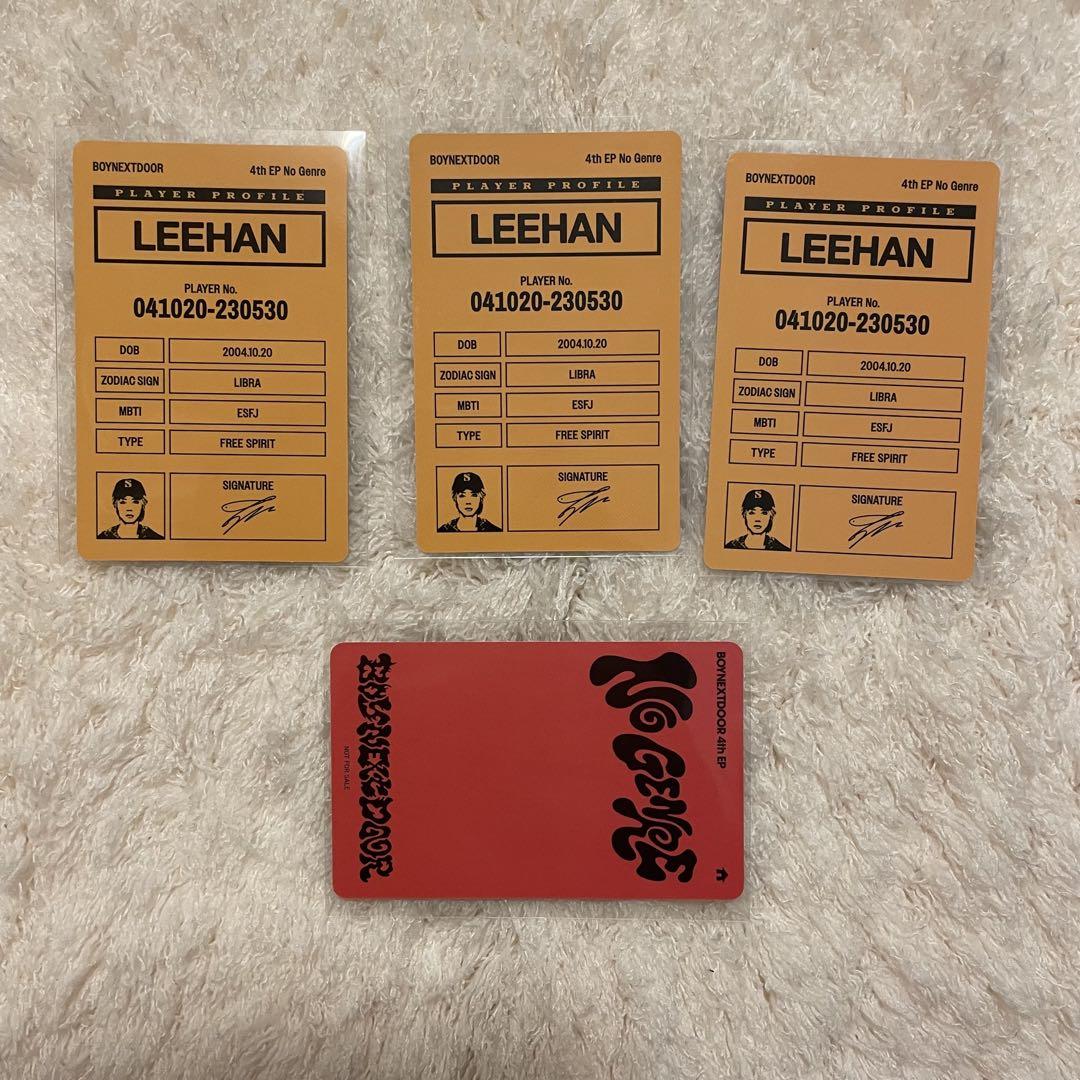 BOYNEXTDOOR 4th EP No Genre
PLAYER PROFILE
LEEHAN
PLAYER No.
041020-230530
DOB 2004.10.20
ZODIAC SIGN LIBRA
MBTI ESFJ
TYPE FREE SPIRIT
SIGNATURE
S
BOYNEXTDOOR 4th EP No Genre
PLAYER PROFILE
LEEHAN
PLAYER No.
041020-230530
DOB 2004.10.20
ZODIAC SIGN LIBRA
MBTI ESFJ
TYPE FREE SPIRIT
SIGNATURE
S
BOYNEXTDOOR 4th EP No Genre
PLAYER PROFILE
LEEHAN
PLAYER No.
041020-230530
DOB 2004.10.20
ZODIAC SIGN LIBRA
MBTI ESFJ
TYPE FREE SPIRIT
SIGNATURE
S
BOYNEXTDOOR 4th EP
NO GENRE
BOYNEXTDOOR
NOT FOR SALE